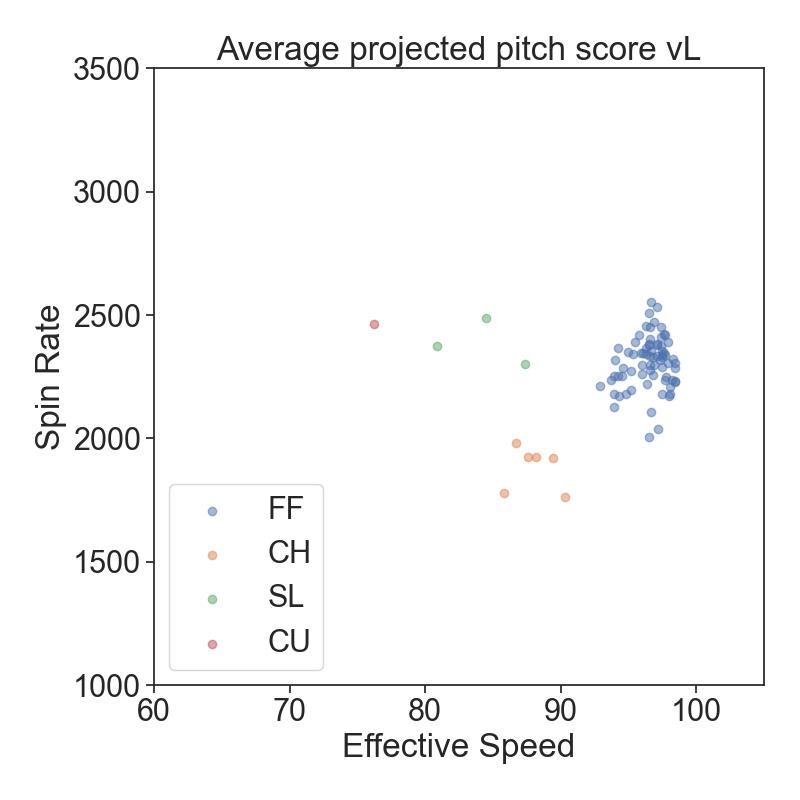 Average projected pitch score vL
3500
3000
2500
2000
1500
1000
Spin Rate
FF
CH
SL
CU
60 70 80 90 100
Effective Speed